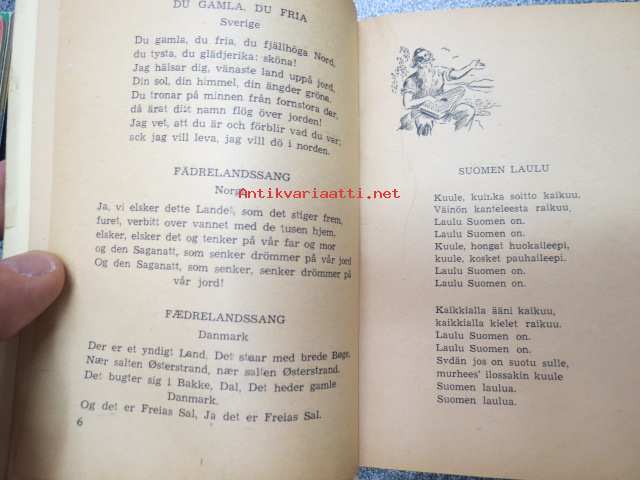 DU GAMLA, DU FRIA
Sverige
Du gamla, du fria, du fjällhöga Nord,
du tysta, du glädjerika: sköna!
Jag hälsar dig, vänaste land uppå jord,
Din sol, din himmel, din ängder gröna.
Du tronar på minnen från fornstora der,
då ärat ditt namn flög över jorden!
Jag vet, att du är och förblir vad du var;
ack jag vill leva, jag vill dö i norden.
FÄDRELANDSSANG
Norge
Ja, vi elsker dette Landet, som det stiger frem,
furet, verbitt over vannet med de tusen hjem,
elsker, elsker det og tenker på vår far og mor
og den Saganatt, som senker, drömmer på vår jord
Og den Saganatt, som senker, senker drömmer på
vår jord!
FÆDRELANDSSANG
Danmark
Der er et yndigt Land, Det staar med brede Bøge.
Nær salten Østerstrand, nær salten Østerstrand.
Det bugter sig i Bakke, Dal, Det heder gamle
Danmark.
Og det er Freias Sal, Ja det er Freias Sal.
6
SUOMEN LAULU
Kuule, kuinka soitto kaikuu,
Väinön kanteleesta raikuu,
Laulu Suomen on.
Laulu Suomen on.
Kuule, hongat huokaileepi,
kuule, kosket pauhaileepi.
Laulu Suomen on.
Laulu Suomen on.
Kaikkialla ääni kaikuu,
kaikkialla kielet raikuu.
Laulu Suomen on.
Laulu Suomen on.
Sydän jos on suotu sulle,
murhees' ilossakin kuule
Suomen laulua.
Suomen laulua.
Antikvariaatti.net